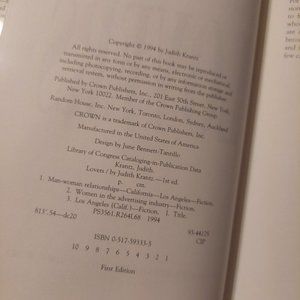 Copyright © 1994 by Judith Krantz
All rights reserved. No part of this book may be reproduced or
transmitted in any form or by any means, electronic or mechanical,
including photocopying, recording, or by any information storage and
retrieval system, without permission in writing from the publisher.
Published by Crown Publishers, Inc., 201 East 50th Street, New York,
New York 10022. Member of the Crown Publishing Group.
Random House, Inc. New York, Toronto, London, Sydney, Auckland
CROWN is a trademark of Crown Publishers, Inc.
Manufactured in the United States of America
Design by June Bennett-Tantillo
Library of Congress Cataloging-in-Publication Data
Krantz, Judith.
Lovers / by Judith Krantz.—1st ed.
p. cm.
1. Man-woman relationships—California—Los Angeles—Fiction.
2. Women in the advertising industry—Fiction.
3. Los Angeles (Calif.)—Fiction. I. Title.
PS3561.R264L68 1994
813'.54—dc20 93-44175
CIP
ISBN 0-517-59333-5
10 9 8 7 6 5 4 3 2 1
First Edition